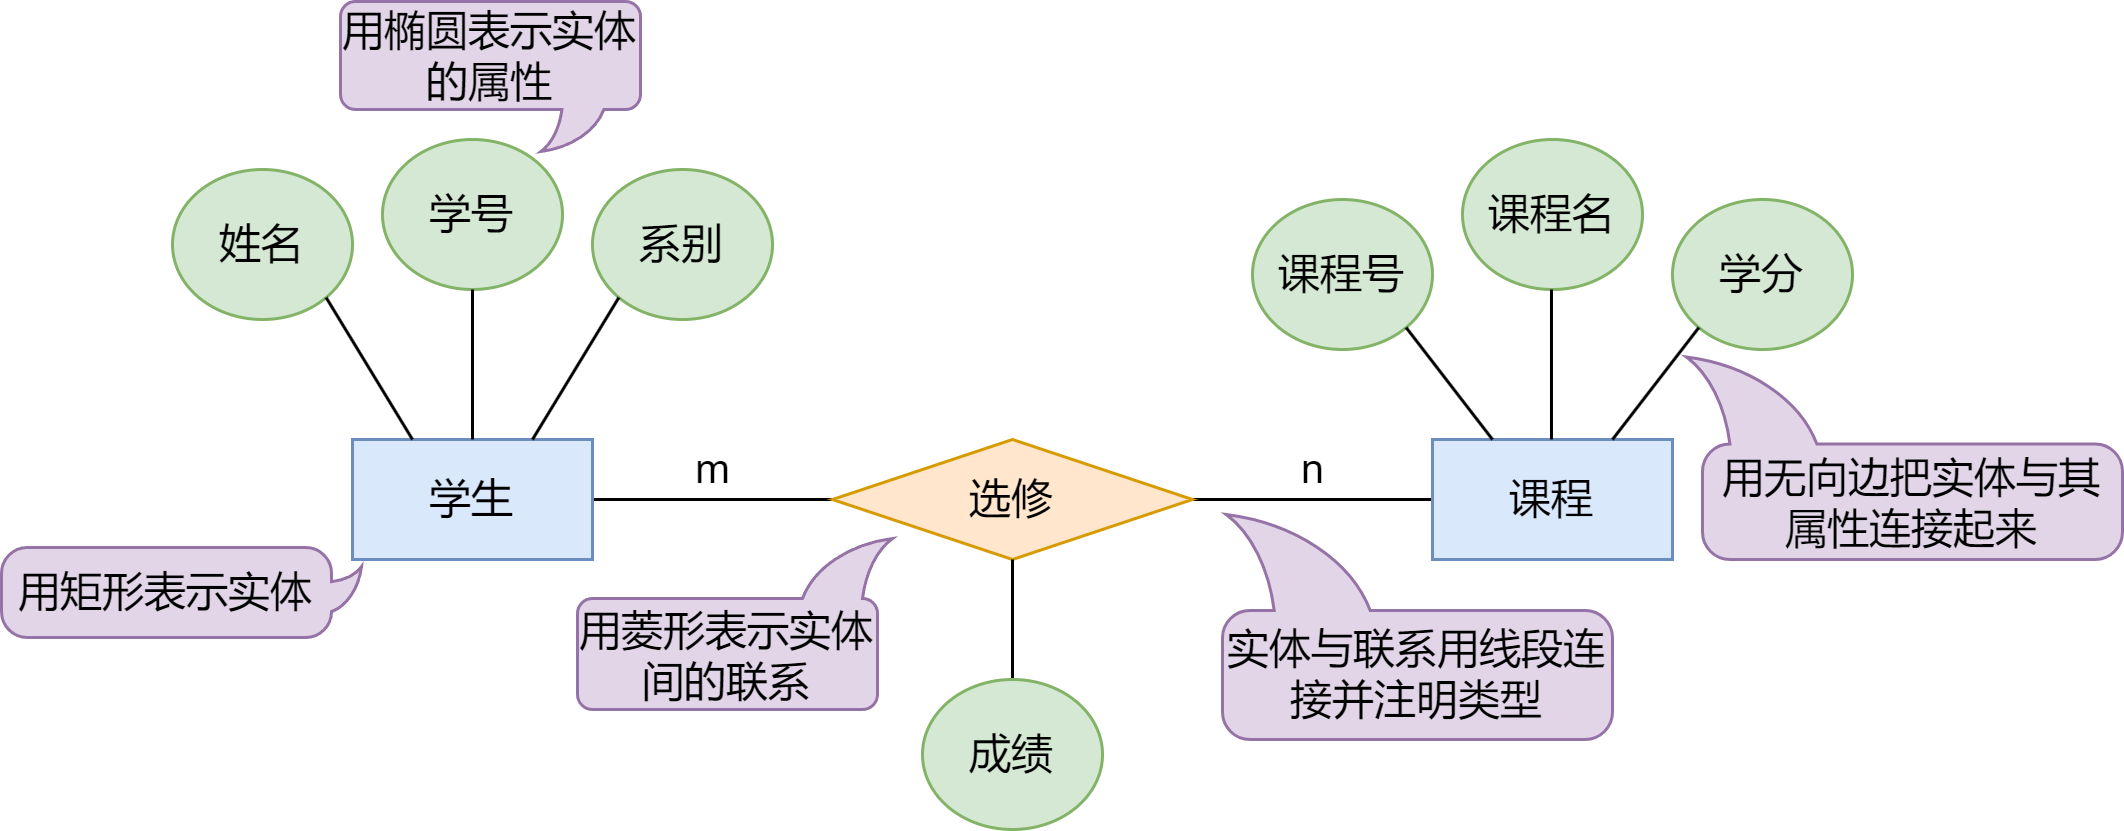 用椭圆表示实体
的属性
姓名
学号
系别
课程号
课程名
学分
学生
m
选修
n
课程
用无向边把实体与其
属性连接起来
用矩形表示实体
用菱形表示实体
间的联系
实体与联系用线段连
接并注明类型
成绩